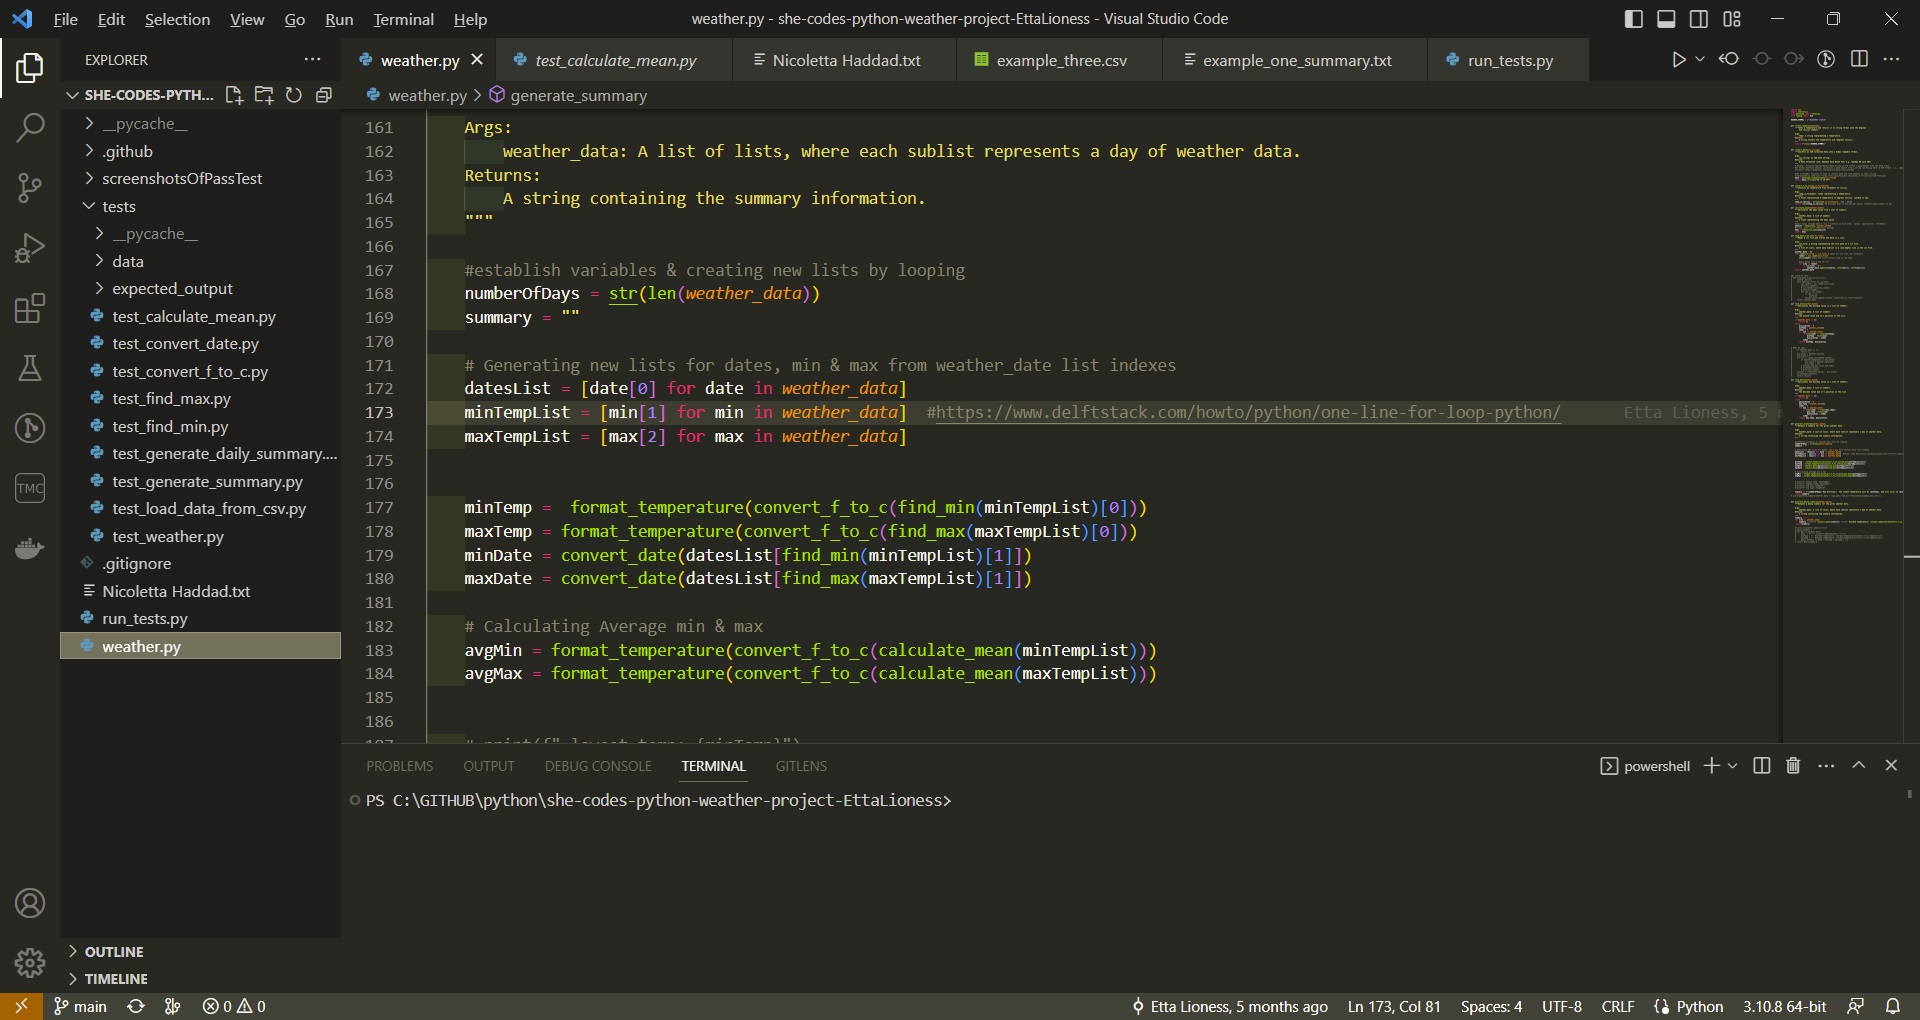 File Edit Selection View Go Run Terminal Help
weather.py - she-codes-python-weather-project-EttaLioness - Visual Studio Code
EXPLORER
weather.py
test_calculate_mean.py
Nicoletta Haddad.txt
example_three.csv
example_one_summary.txt
run_tests.py
SHE-CODES-PYTH...
weather.py > generate_summary
__pycache__
.github
screenshotsOfPassTest
tests
__pycache__
data
expected_output
test_calculate_mean.py
test_convert_date.py
test_convert_f_to_c.py
test_find_max.py
test_find_min.py
test_generate_daily_summary....
test_generate_summary.py
test_load_data_from_csv.py
test_weather.py
.gitignore
Nicoletta Haddad.txt
run_tests.py
weather.py
OUTLINE
TIMELINE
TMC
161 Args:
162 weather_data: A list of lists, where each sublist represents a day of weather data.
163 Returns:
164 A string containing the summary information.
165 """
166
167 #establish variables & creating new lists by looping
168 numberOfDays = str(len(weather_data))
169 summary = ""
170
171 # Generating new lists for dates, min & max from weather_date list indexes
172 datesList = [date[0] for date in weather_data]
173 minTempList = [min[1] for min in weather_data] #https://www.delftstack.com/howto/python/one-line-for-loop-python/ Etta Lioness, 5
174 maxTempList = [max[2] for max in weather_data]
175
176
177 minTemp = format_temperature(convert_f_to_c(find_min(minTempList)[0]))
178 maxTemp = format_temperature(convert_f_to_c(find_max(maxTempList)[0]))
179 minDate = convert_date(datesList[find_min(minTempList)[1]])
180 maxDate = convert_date(datesList[find_max(maxTempList)[1]])
181
182 # Calculating Average min & max
183 avgMin = format_temperature(convert_f_to_c(calculate_mean(minTempList)))
184 avgMax = format_temperature(convert_f_to_c(calculate_mean(maxTempList)))
185
186
PROBLEMS OUTPUT DEBUG CONSOLE TERMINAL GITLENS
powershell
PS C:\GITHUB\python\she-codes-python-weather-project-EttaLioness>
main
0 0
Etta Lioness, 5 months ago
Ln 173, Col 81
Spaces: 4
UTF-8
CRLF
Python
3.10.8 64-bit